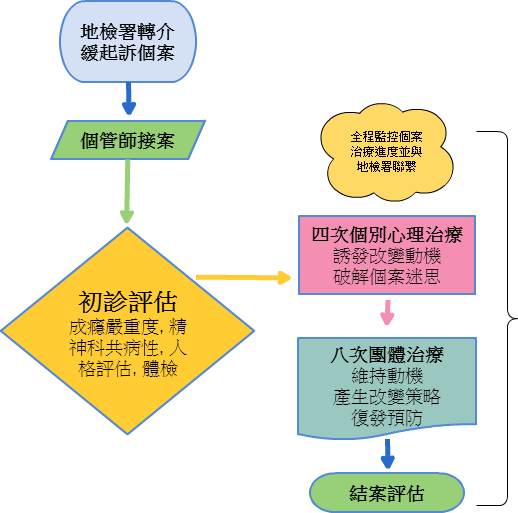 地檢署轉介
緩起訴個案
個管師接案
初診評估
成癮嚴重度, 精
神科共病性, 人
格評估, 體檢
全程監控個案
治療進度並與
地檢署聯繫
四次個別心理治療
誘發改變動機
破解個案迷思
八次團體治療
維持動機
產生改變策略
復發預防
結案評估